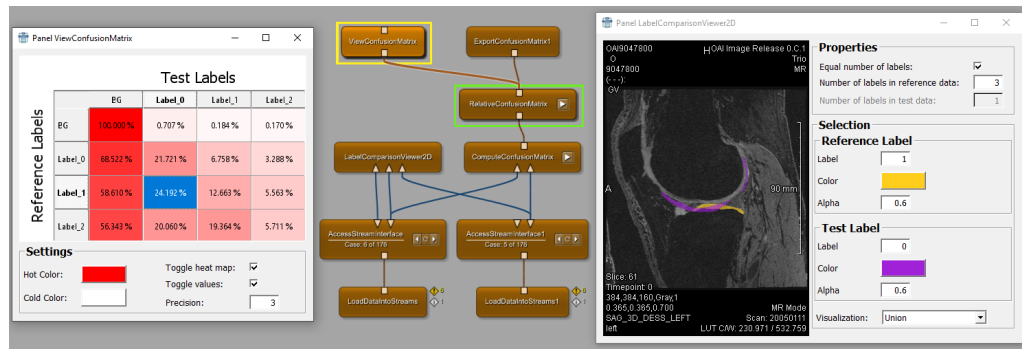 Panel ViewConfusionMatrix
Test Labels
Reference Labels
BG Label_0 Label_1 Label_2
BG 100.000 % 0.707 % 0.184 % 0.170 %
Label_0 68.522 % 21.721 % 6.758 % 3.288 %
Label_1 58.610 % 24.192 % 12.663 % 5.563 %
Label_2 56.343 % 20.060 % 19.364 % 5.711 %
Settings
Hot Color: Toggle heat map:
Toggle values:
Cold Color: Precision: 3
ViewConfusionMatrix
ExportConfusionMatrix1
RelativeConfusionMatrix
LabelComparisonViewer2D
ComputeConfusionMatrix
AccessStreamInterface
Case: 6 of 176
AccessStreamInterface1
Case: 5 of 176
LoadDataIntoStreams
LoadDataIntoStreams1
Panel LabelComparisonViewer2D
OAI9047800 H OAI Image Release 0.C.1
O Trio
9047800 MR
(- - -):
GV
A
90 mm
Slice: 61
Timepoint: 0
384,384,160,Gray,1
0.365,0.365,0.700 MR Mode
SAG_3D_DESS_LEFT Scan: 20050111
left LUT C/W: 230.971 / 532.759
Properties
Equal number of labels:
Number of labels in reference data: 3
Number of labels in test data: 1
Selection
Reference Label
Label 1
Color
Alpha 0.6
Test Label
Label 0
Color
Alpha 0.6
Visualization: Union